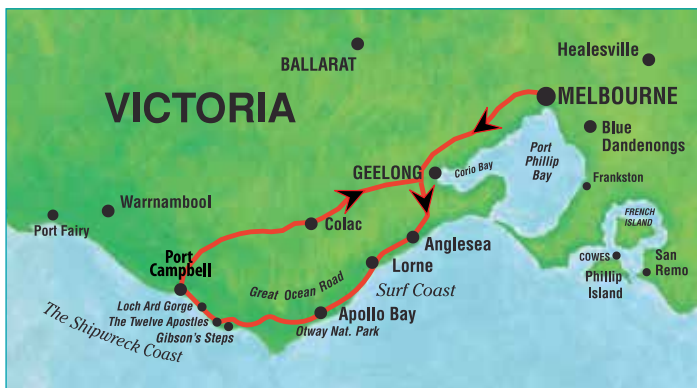 Healesville
BALLARAT
VICTORIA
MELBOURNE
Blue
Dandenongs
Port
Phillip
Bay
GEELONG
Corio Bay
Frankston
Warrnambool
Port Fairy
Colac
FRENCH
ISLAND
Anglesea
Port
Campbell
Lorne
COWES
San
Remo
Phillip
Island
Great Ocean Road
Surf Coast
Loch Ard Gorge
The Twelve Apostles
Gibson's Steps
Apollo Bay
Otway Nat. Park
The Shipwreck Coast